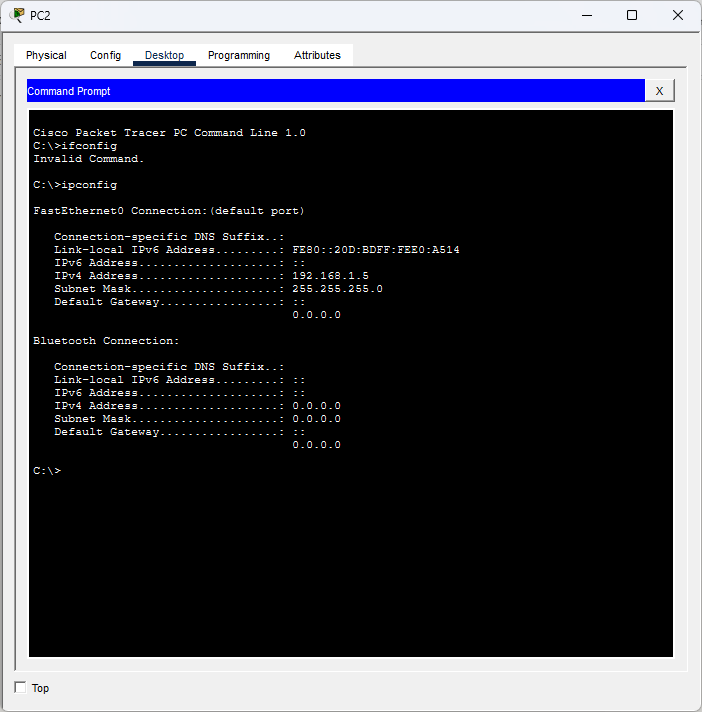 PC2
Physical Config Desktop Programming Attributes
Command Prompt X
Cisco Packet Tracer PC Command Line 1.0
C:\>ifconfig
Invalid Command.
C:\>ipconfig
FastEthernet0 Connection:(default port)
Connection-specific DNS Suffix..:
Link-local IPv6 Address.........: FE80::20D:BDFF:FEE0:A514
IPv6 Address....................: ::
IPv4 Address....................: 192.168.1.5
Subnet Mask.....................: 255.255.255.0
Default Gateway.................: ::
0.0.0.0
Bluetooth Connection:
Connection-specific DNS Suffix..:
Link-local IPv6 Address.........: ::
IPv6 Address....................: ::
IPv4 Address....................: 0.0.0.0
Subnet Mask.....................: 0.0.0.0
Default Gateway.................: ::
0.0.0.0
C:\>
Top